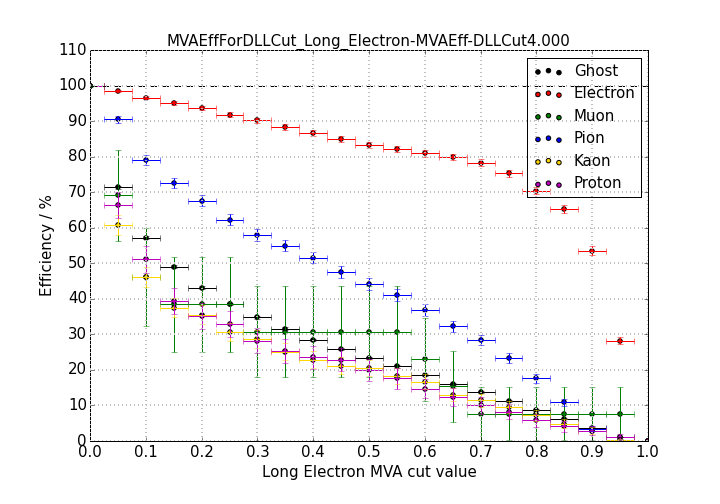 MVAEffForDLLCut_Long_Electron-MVAEff-DLLCut4.000
110
100
90
80
70
60
50
40
30
20
10
0
Efficiency / %
Ghost
Electron
Muon
Pion
Kaon
Proton
0.0 0.1 0.2 0.3 0.4 0.5 0.6 0.7 0.8 0.9 1.0
Long Electron MVA cut value